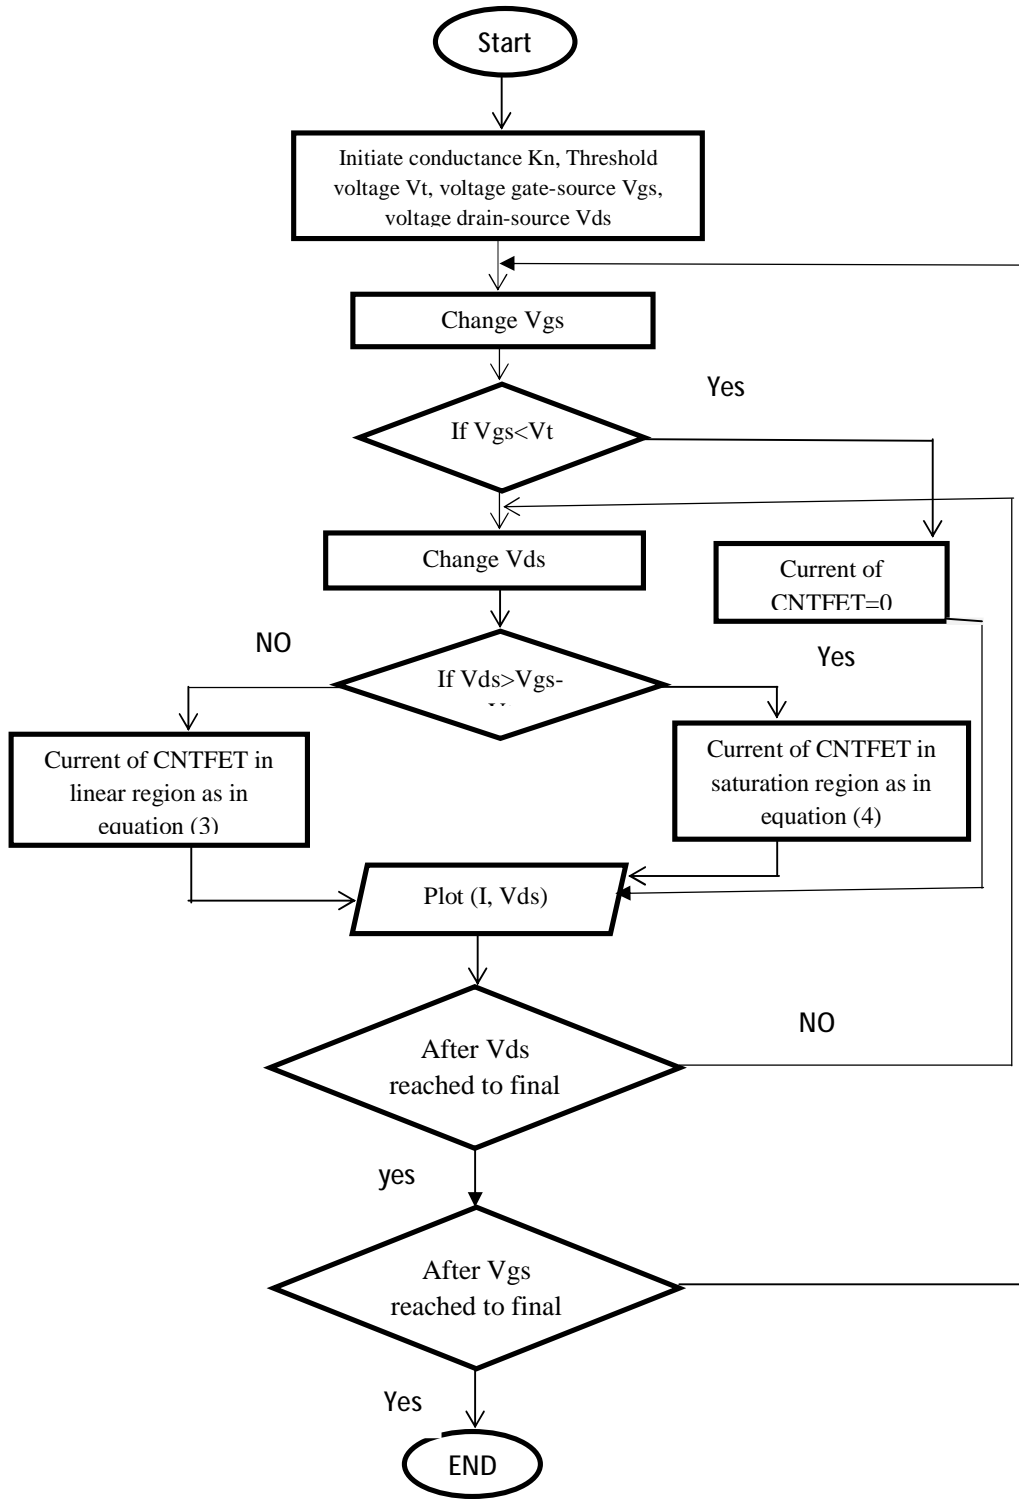 Start
Initiate conductance Kn, Threshold
voltage Vt, voltage gate-source Vgs,
voltage drain-source Vds
Change Vgs
Yes
If Vgs<Vt
Change Vds
Current of
CNTFET=0
NO
Yes
If Vds>Vgs-
Current of CNTFET in
linear region as in
equation (3)
Current of CNTFET in
saturation region as in
equation (4)
Plot (I, Vds)
NO
After Vds
reached to final
yes
After Vgs
reached to final
Yes
END